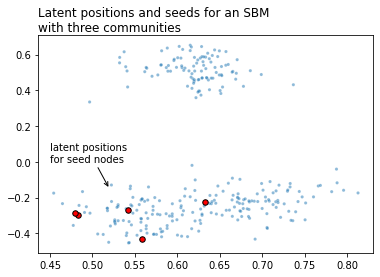 Latent positions and seeds for an SBM
with three communities
0.6
0.4
0.2
latent positions
for seed nodes
0.0
−0.2
−0.4
0.45 0.50 0.55 0.60 0.65 0.70 0.75 0.80